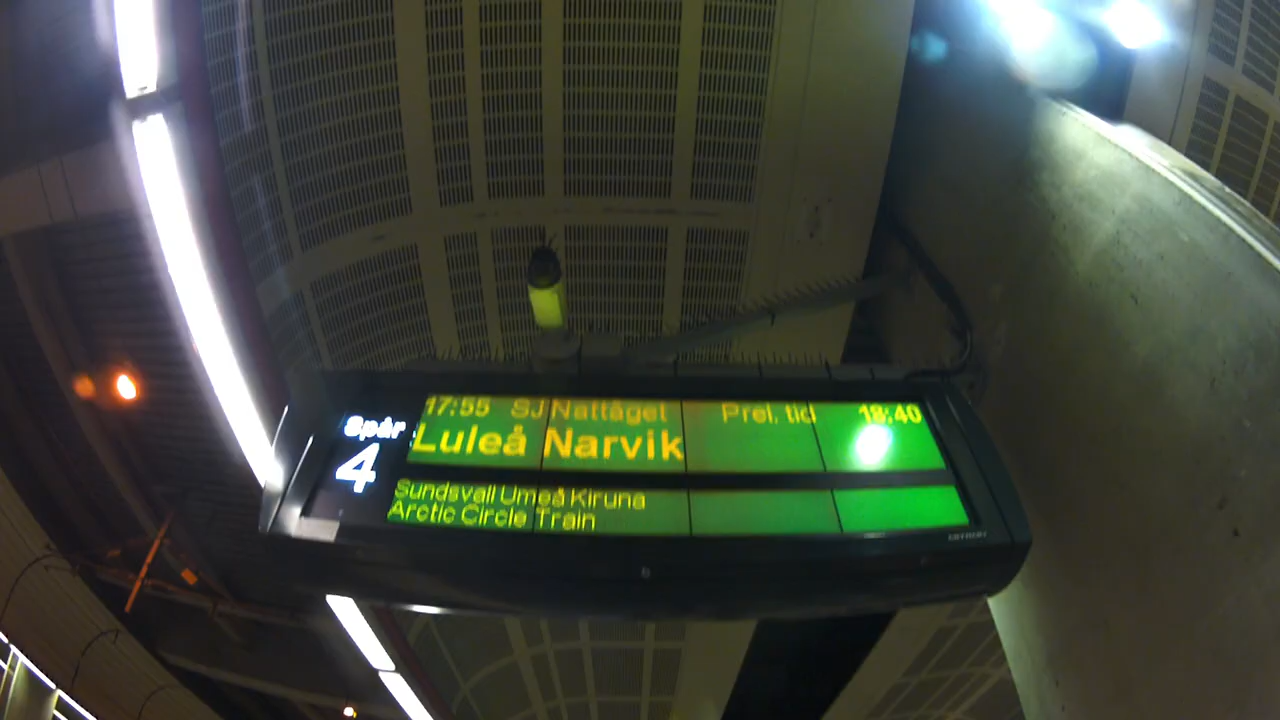 Spår
4
17:55 SJ Nattåget Prel. tid 18:40
Luleå Narvik
Sundsvall Umeå Kiruna
Arctic Circle Train